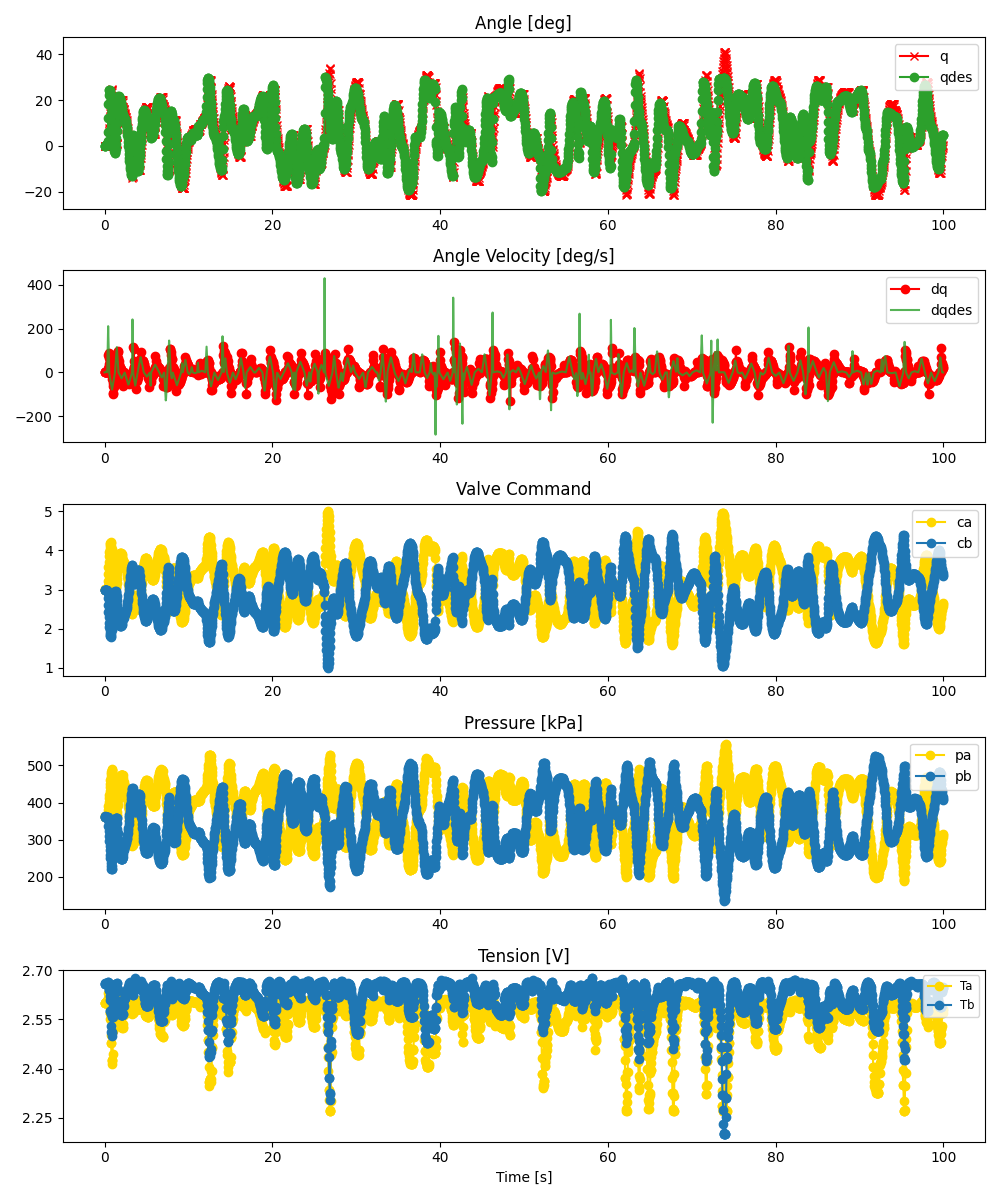 Angle [deg]
40
20
0
−20
q
qdes
0 20 40 60 80 100
Angle Velocity [deg/s]
400
200
0
−200
dq
dqdes
0 20 40 60 80 100
Valve Command
5
4
3
2
1
ca
cb
0 20 40 60 80 100
Pressure [kPa]
500
400
300
200
pa
pb
0 20 40 60 80 100
Tension [V]
2.70
2.55
2.40
2.25
Ta
Tb
0 20 40 60 80 100
Time [s]